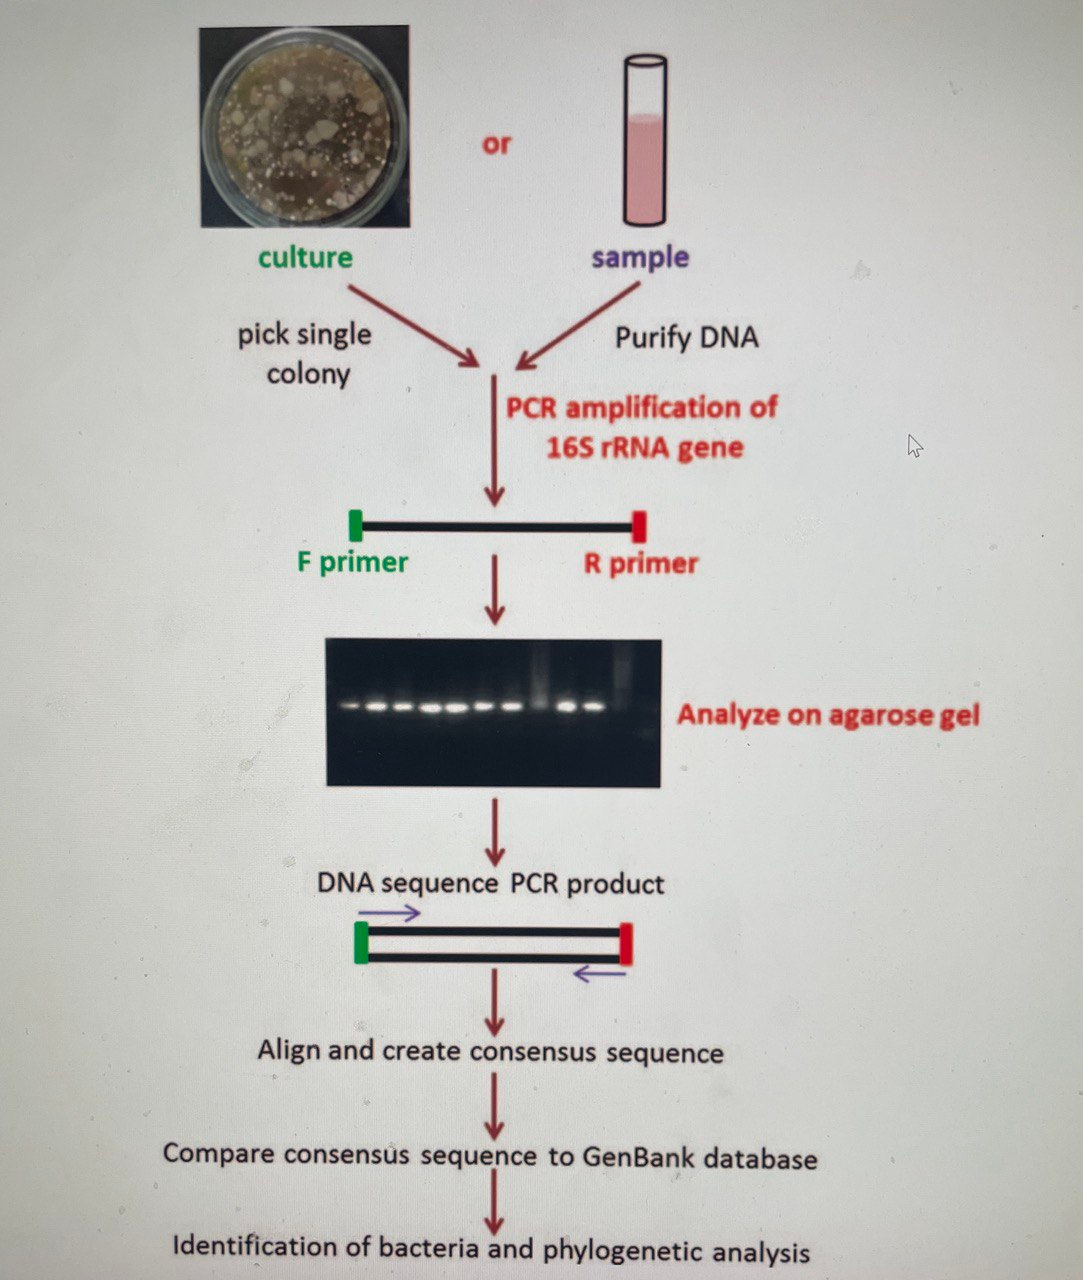 or
culture
sample
pick single
colony
Purify DNA
PCR amplification of
16S rRNA gene
F primer
R primer
Analyze on agarose gel
DNA sequence PCR product
Align and create consensus sequence
Compare consensus sequence to GenBank database
Identification of bacteria and phylogenetic analysis